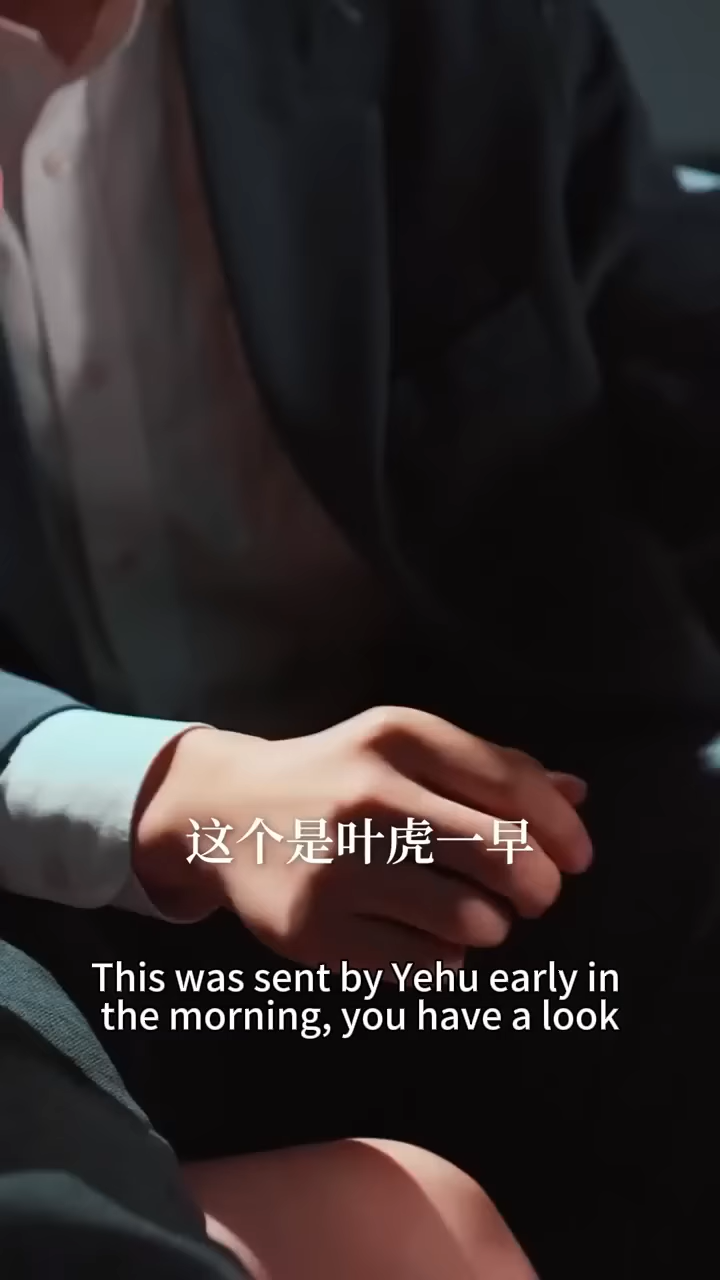 这个是叶虎一早
This was sent by Yehu early in
the morning, you have a look